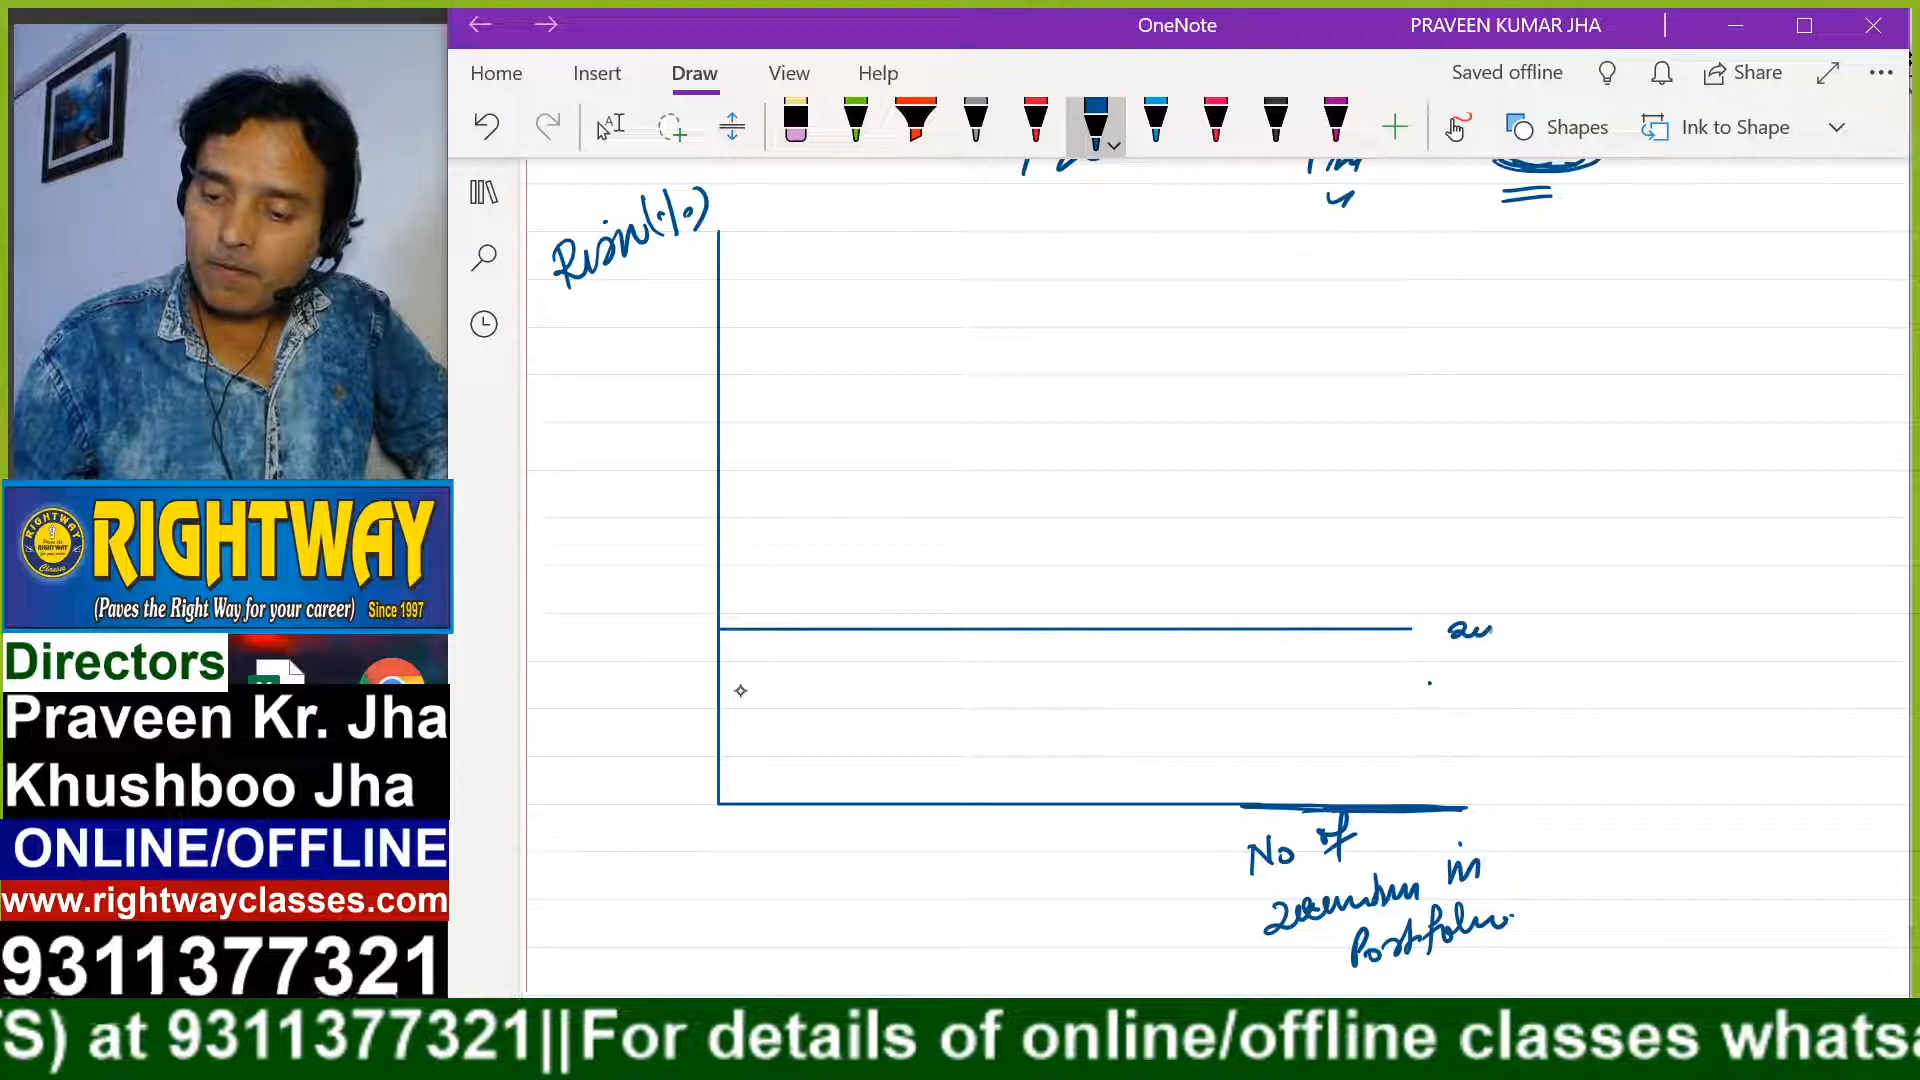 OneNote
PRAVEEN KUMAR JHA
Home
Insert
Draw
View
Help
Saved offline
Share
Shapes
Ink to Shape
Risk(%)
No of
in
Portfolio
RIGHTWAY
(Paves the Right Way for your career) Since 1997
Directors
Praveen Kr. Jha
Khushboo Jha
ONLINE/OFFLINE
www.rightwayclasses.com
9311377321
S) at 9311377321||For details of online/offline classes whatsa